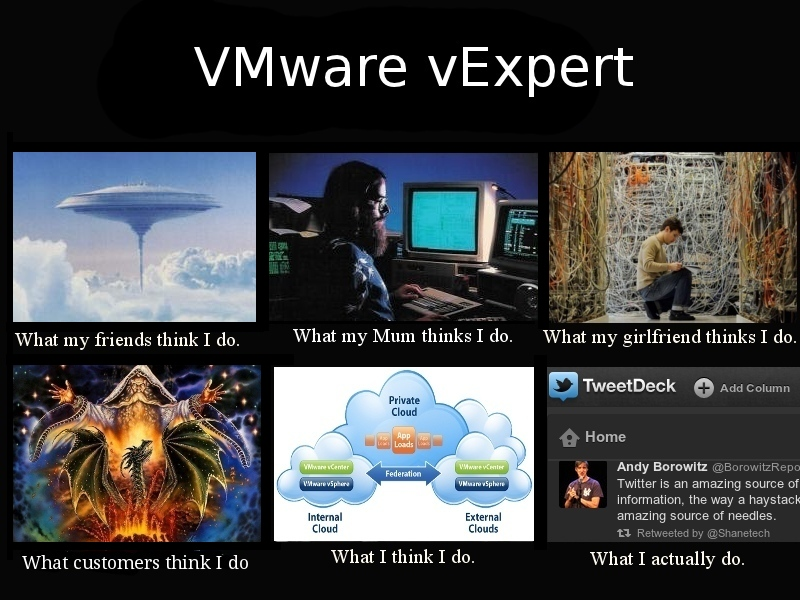 VMware vExpert
What my friends think I do.
What my Mum thinks I do.
What my girlfriend thinks I do.
What customers think I do
Private
Cloud
App
Loads
VMware vCenter
VMware vSphere
Federation
VMware vCenter
VMware vSphere
Internal
Cloud
External
Clouds
What I think I do.
TweetDeck
Add Column
Home
Andy Borowitz @BorowitzRepo
Twitter is an amazing source of
information, the way a haystack
amazing source of needles.
Retweeted by @Shanetech
What I actually do.